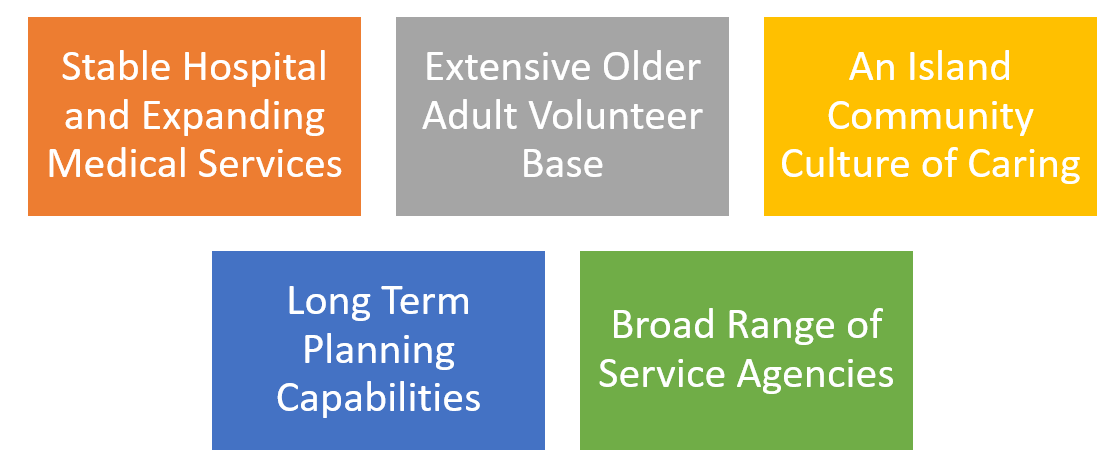 Stable Hospital
and Expanding
Medical Services
Extensive Older
Adult Volunteer
Base
An Island
Community
Culture of Caring
Long Term
Planning
Capabilities
Broad Range of
Service Agencies